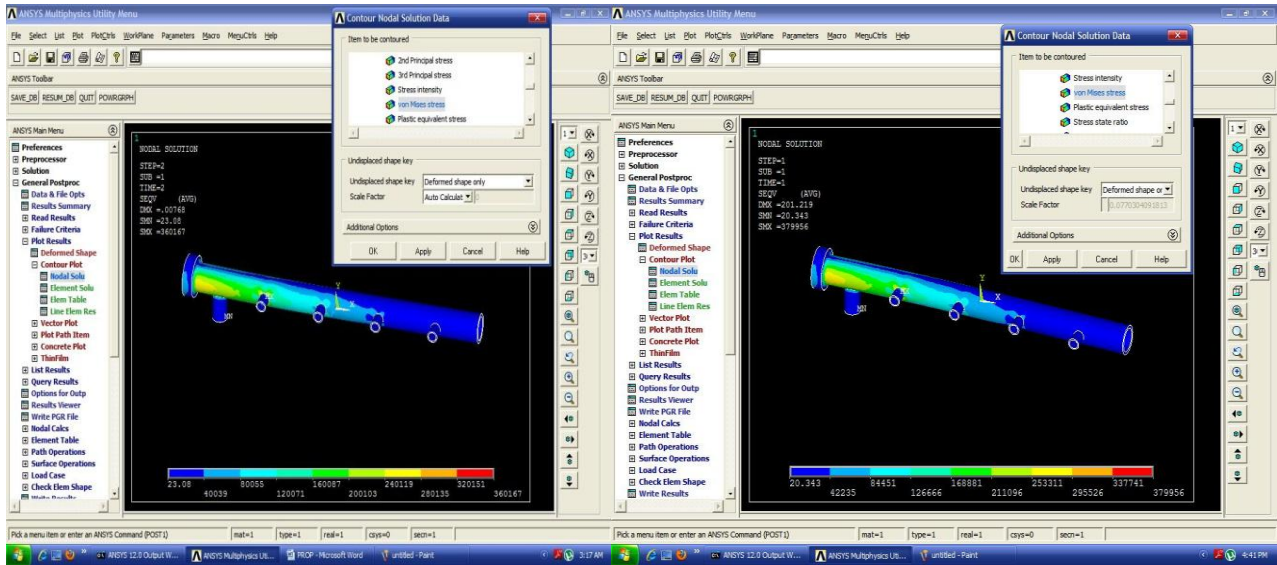 ANSYS Multiphysics Utility Menu
File Select List Plot PlotCtrls WorkPlane Parameters Macro MenuCtrls Help
ANSYS Toolbar
SAVE_DB RESUM_DB QUIT POWRGRPH
ANSYS Main Menu
Preferences
Preprocessor
Solution
General Postproc
Data & File Opts
Results Summary
Read Results
Failure Criteria
Plot Results
Deformed Shape
Contour Plot
Nodal Solu
Element Solu
Elem Table
Line Elem Res
Vector Plot
Plot Path Item
Concrete Plot
ThinFilm
List Results
Query Results
Options for Outp
Results Viewer
Write PGR File
Nodal Calcs
Element Table
Path Operations
Surface Operations
Load Case
Check Elem Shape
Write Results
1
NODAL SOLUTION
STEP=2
SUB =1
TIME=2
SEQV (AVG)
DMX =.00768
SMN =23.08
SMX =360167
Y
X
MN
23.08 80055 160087 240119 320151
40039 120071 200103 280135 360167
Contour Nodal Solution Data
Item to be contoured
2nd Principal stress
3rd Principal stress
Stress intensity
von Mises stress
Plastic equivalent stress
Undisplaced shape key
Undisplaced shape key Deformed shape only
Scale Factor Auto Calculat 0
Additional Options
OK Apply Cancel Help
1
3
Pick a menu item or enter an ANSYS Command (POST1) mat=1 type=1 real=1 csys=0 secn=1
ANSYS 12.0 Output W... ANSYS Multiphysics Uti... PROP - Microsoft Word untitled - Paint 3:17 AM
ANSYS Multiphysics Utility Menu
File Select List Plot PlotCtrls WorkPlane Parameters Macro MenuCtrls Help
ANSYS Toolbar
SAVE_DB RESUM_DB QUIT POWRGRPH
ANSYS Main Menu
Preferences
Preprocessor
Solution
General Postproc
Data & File Opts
Results Summary
Read Results
Failure Criteria
Plot Results
Deformed Shape
Contour Plot
Nodal Solu
Element Solu
Elem Table
Line Elem Res
Vector Plot
Plot Path Item
Concrete Plot
ThinFilm
List Results
Query Results
Options for Outp
Results Viewer
Write PGR File
Nodal Calcs
Element Table
Path Operations
Surface Operations
Load Case
Check Elem Shape
Write Results
1
NODAL SOLUTION
STEP=1
SUB =1
TIME=1
SEQV (AVG)
DMX =201.219
SMN =20.343
SMX =379956
Y
X
MN
20.343 84451 168881 253311 337741
42235 126666 211096 295526 379956
Contour Nodal Solution Data
Item to be contoured
Stress intensity
von Mises stress
Plastic equivalent stress
Stress state ratio
Undisplaced shape key
Undisplaced shape key Deformed shape or
Scale Factor
Additional Options
OK Apply Cancel Help
1
3
Pick a menu item or enter an ANSYS Command (POST1) mat=1 type=1 real=1 csys=0 secn=1
ANSYS 12.0 Output W... ANSYS Multiphysics Uti... untitled - Paint 4:41 PM